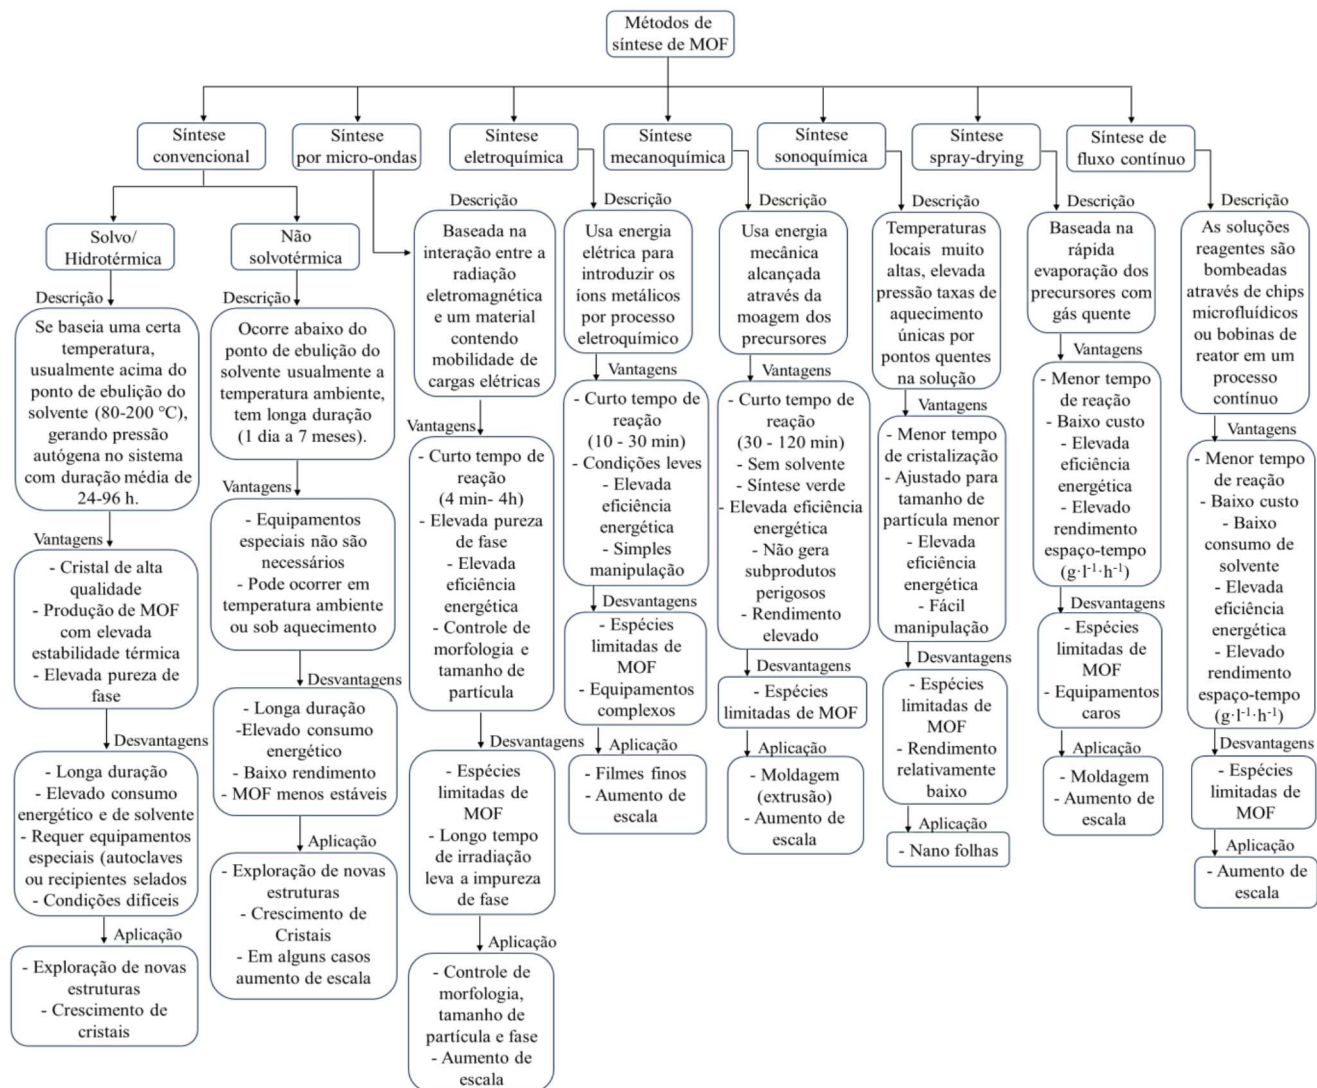 Métodos de
síntese de MOF
Síntese
convencional
Síntese
por micro-ondas
Síntese
eletroquímica
Síntese
mecanoquímica
Síntese
sonoquímica
Síntese
spray-drying
Síntese de
fluxo contínuo
Solvo/
Hidrotérmica
Descrição
Se baseia uma certa
temperatura,
usualmente acima do
ponto de ebulição do
solvente (80-200 °C),
gerando pressão
autógena no sistema
com duração média de
24-96 h.
Vantagens
- Cristal de alta
qualidade
- Produção de MOF
com elevada
estabilidade térmica
- Elevada pureza de
fase
Desvantagens
- Longa duração
- Elevado consumo
energético e de solvente
- Requer equipamentos
especiais (autoclaves
ou recipientes selados
- Condições difíceis
Aplicação
- Exploração de novas
estruturas
- Crescimento de
cristais
Não
solvotérmica
Descrição
Ocorre abaixo do
ponto de ebulição do
solvente usualmente a
temperatura ambiente,
tem longa duração
(1 dia a 7 meses).
Vantagens
- Equipamentos
especiais não são
necessários
- Pode ocorrer em
temperatura ambiente
ou sob aquecimento
Desvantagens
- Longa duração
-Elevado consumo
energético
- Baixo rendimento
- MOF menos estáveis
Aplicação
- Exploração de novas
estruturas
- Crescimento de
Cristais
- Em alguns casos
aumento de escala
Descrição
Baseada na
interação entre a
radiação
eletromagnética
e um material
contendo
mobilidade de
cargas elétricas
Vantagens
- Curto tempo de
reação
(4 min- 4h)
- Elevada pureza
de fase
- Elevada
eficiência
energética
- Controle de
morfologia e
tamanho de
partícula
Desvantagens
- Espécies
limitadas de
MOF
- Longo tempo
de irradiação
leva a impureza
de fase
Aplicação
- Controle de
morfologia,
tamanho de
partícula e fase
- Aumento de
escala
Descrição
Usa energia
elétrica para
introduzir os
íons metálicos
por processo
eletroquímico
Vantagens
- Curto tempo de
reação
(10 - 30 min)
- Condições leves
- Elevada
eficiência
energética
- Simples
manipulação
Desvantagens
- Espécies
limitadas de
MOF
- Equipamentos
complexos
Aplicação
- Filmes finos
- Aumento de
escala
Descrição
Usa energia
mecânica
alcançada
através da
moagem dos
precursores
Vantagens
- Curto tempo de
reação
(30 - 120 min)
- Sem solvente
- Síntese verde
- Elevada eficiência
energética
- Não gera
subprodutos
perigosos
- Rendimento
elevado
Desvantagens
- Espécies
limitadas de MOF
Aplicação
- Moldagem
(extrusão)
- Aumento de
escala
Descrição
Temperaturas
locais muito
altas, elevada
pressão taxas de
aquecimento
únicas por
pontos quentes
na solução
Vantagens
- Menor tempo
de cristalização
- Ajustado para
tamanho de
partícula menor
- Elevada
eficiência
energética
- Fácil
manipulação
Desvantagens
- Espécies
limitadas de
MOF
- Rendimento
relativamente
baixo
Aplicação
- Nano folhas
Descrição
Baseada na
rápida
evaporação dos
precursores com
gás quente
Vantagens
- Menor tempo
de reação
- Baixo custo
- Elevada
eficiência
energética
- Elevado
rendimento
espaço-tempo
(g·l⁻¹·h⁻¹)
Desvantagens
- Espécies
limitadas de
MOF
- Equipamentos
caros
Aplicação
- Moldagem
- Aumento de
escala
Descrição
As soluções
reagentes são
bombeadas
através de chips
microfluídicos
ou bobinas de
reator em um
processo
contínuo
Vantagens
- Menor tempo
de reação
- Baixo custo
- Baixo
consumo de
solvente
- Elevada
eficiência
energética
- Elevado
rendimento
espaço-tempo
(g·l⁻¹·h⁻¹)
Desvantagens
- Espécies
limitadas de
MOF
Aplicação
- Aumento de
escala